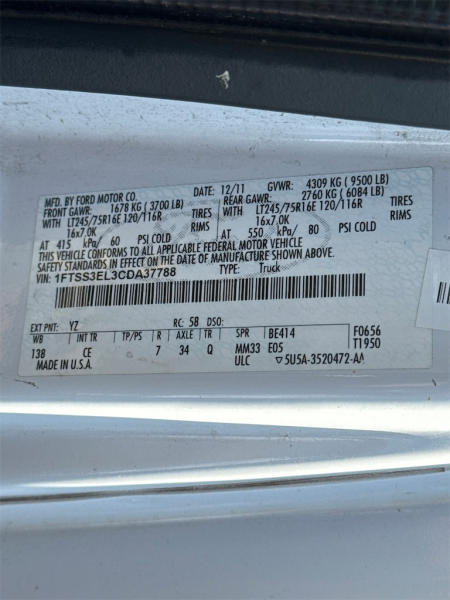 MFD. BY FORD MOTOR CO. DATE: 12/11 GVWR: 4309 KG ( 9500 LB)
FRONT GAWR: 1678 KG ( 3700 LB) REAR GAWR: 2760 KG ( 6084 LB)
WITH LT245/75R16E 120/116R TIRES WITH LT245/75R16E 120/116R TIRES
16x7.0K RIMS 16x7.0K RIMS
AT 415 kPa/ 60 PSI COLD AT 550 kPa/ 80 PSI COLD
THIS VEHICLE CONFORMS TO ALL APPLICABLE FEDERAL MOTOR VEHICLE
SAFETY STANDARDS IN EFFECT ON THE DATE OF MANUFACTURE SHOWN ABOVE.
VIN: 1FTSS3EL3CDA37788 TYPE: Truck
EXT PNT: YZ RC: 58 DSO:
WB INT TR TP/PS R AXLE TR SPR BE414 F0656
138 CE 7 34 Q MM33 E05 T1950
MADE IN U.S.A. ULC ▽5U5A-3520472-AA